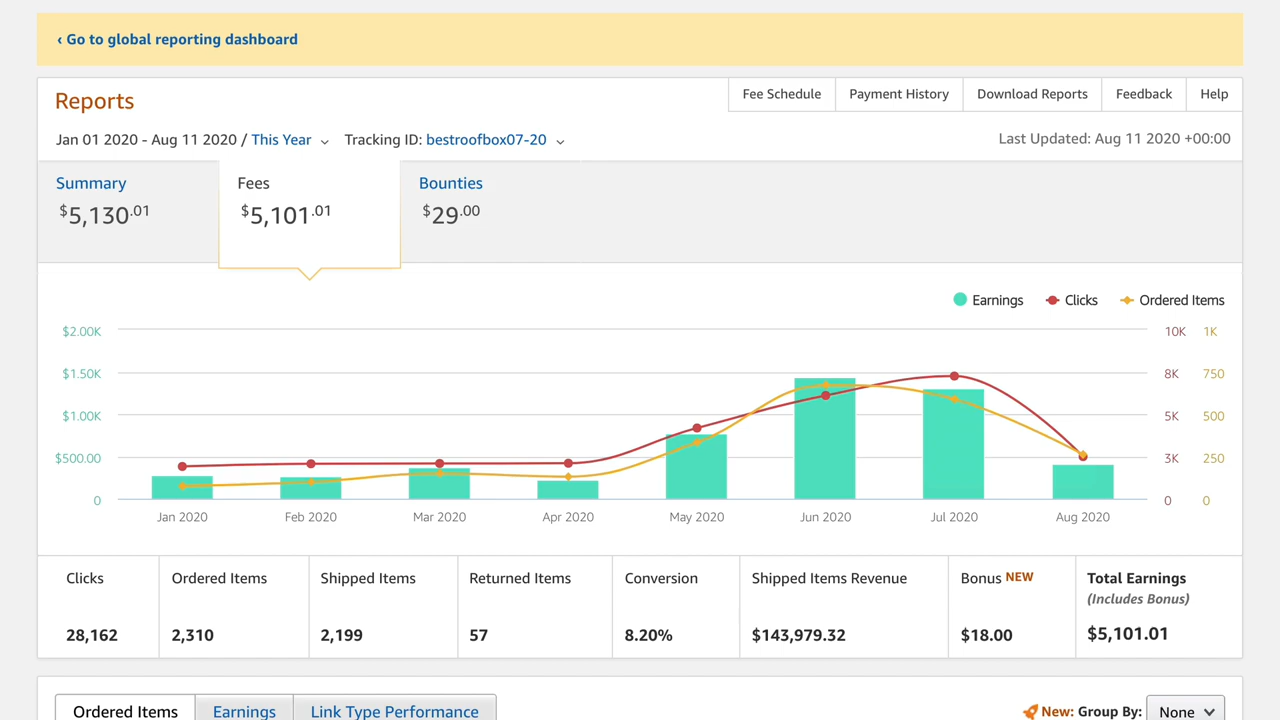 ‹ Go to global reporting dashboard
Reports
Fee Schedule Payment History Download Reports Feedback Help
Jan 01 2020 - Aug 11 2020 / This Year Tracking ID: bestroofbox07-20 Last Updated: Aug 11 2020 +00:00
Summary Fees Bounties
$5,130.01 $5,101.01 $29.00
Earnings Clicks Ordered Items
$2.00K 10K 1K
$1.50K 8K 750
$1.00K 5K 500
$500.00 3K 250
0 0 0
Jan 2020 Feb 2020 Mar 2020 Apr 2020 May 2020 Jun 2020 Jul 2020 Aug 2020
Clicks Ordered Items Shipped Items Returned Items Conversion Shipped Items Revenue Bonus NEW Total Earnings
(Includes Bonus)
28,162 2,310 2,199 57 8.20% $143,979.32 $18.00 $5,101.01
Ordered Items Earnings Link Type Performance New: Group By: None